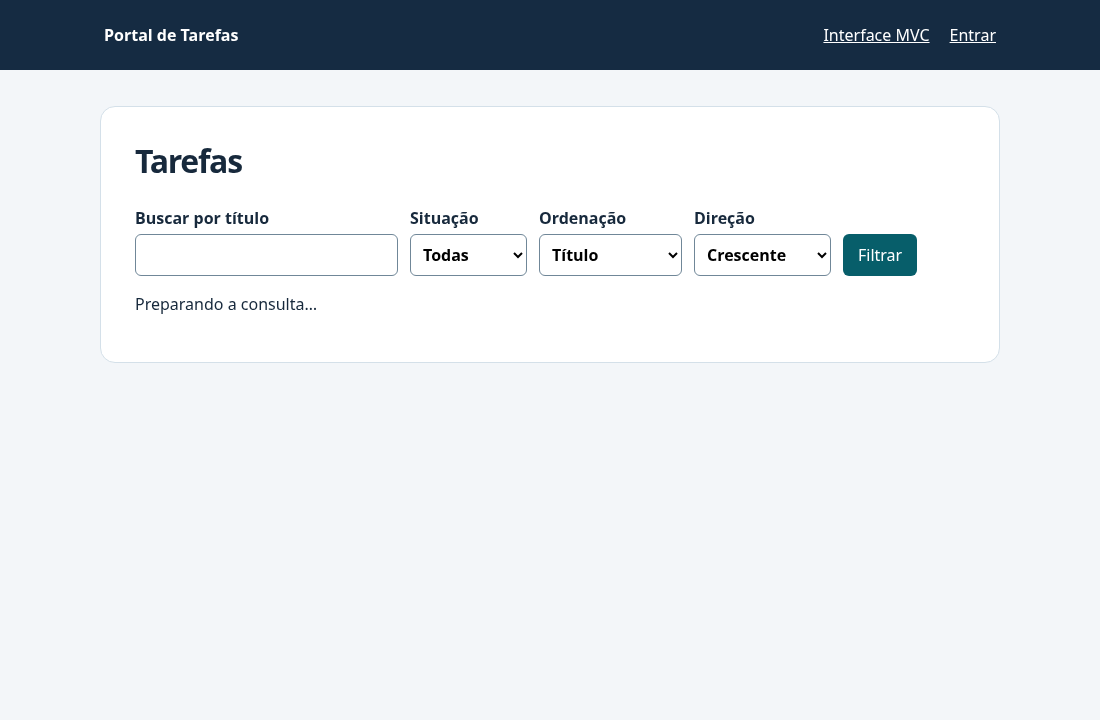 Portal de Tarefas
Interface MVC Entrar
Tarefas
Buscar por título Situação Ordenação Direção
Todas Título Crescente Filtrar
Preparando a consulta...